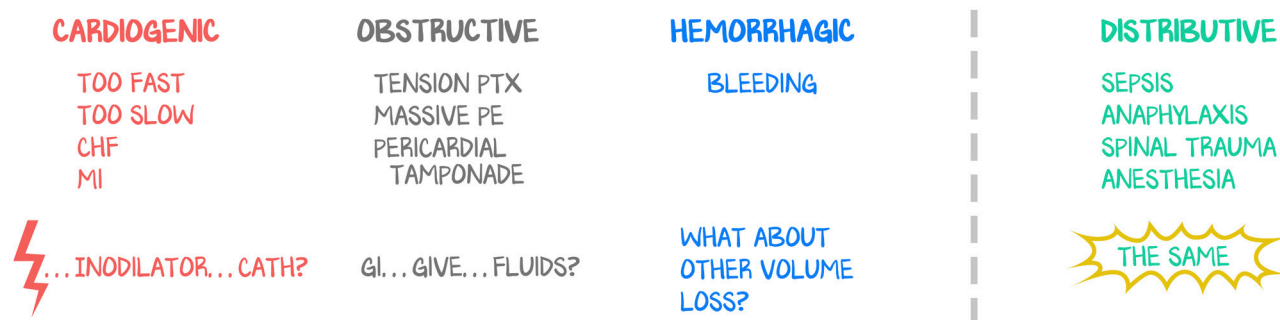 CARDIOGENIC
TOO FAST
TOO SLOW
CHF
MI
...INODILATOR...CATH?
OBSTRUCTIVE
TENSION PTX
MASSIVE PE
PERICARDIAL
TAMPONADE
GI...GIVE...FLUIDS?
HEMORRHAGIC
BLEEDING
WHAT ABOUT
OTHER VOLUME
LOSS?
DISTRIBUTIVE
SEPSIS
ANAPHYLAXIS
SPINAL TRAUMA
ANESTHESIA
THE SAME